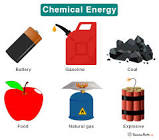 Chemical Energy
Battery
Gasoline
Coal
Food
Natural gas
Explosive